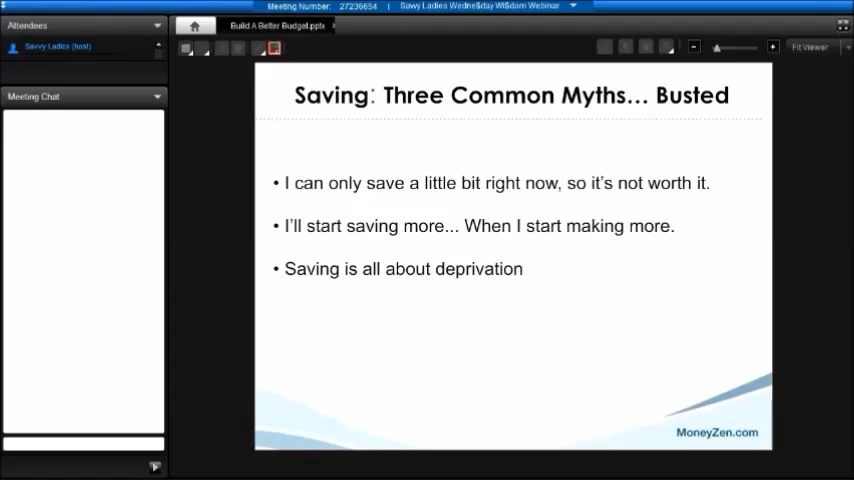 Meeting Number: 27236654 Savvy Ladies Wedne$day WI$dam Webinar
Attendees
Build A Better Budget.pptx
Savvy Ladies (host)
Fit Viewer
Meeting Chat
Saving: Three Common Myths... Busted
• I can only save a little bit right now, so it's not worth it.
• I'll start saving more... When I start making more.
• Saving is all about deprivation
MoneyZen.com